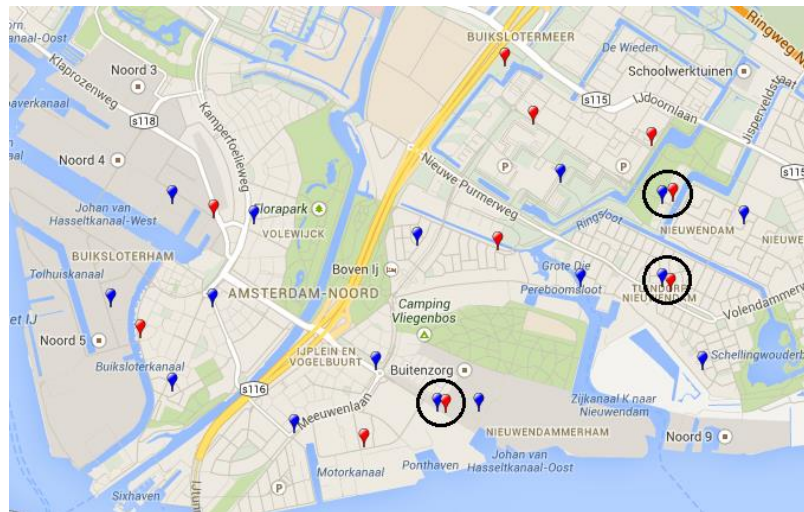 BUIKSLOTERMEER
Ringweg N
orn
kanaal-Oost
Noord 3
De Wieden
Schoolwerktuinen
Klaprozenweg
s115
IJdoornlaan
Jisperveldstraat
averkanaal
s118
Kamperfoelieweg
P
P
Noord 4
Nieuwe Purmerweg
s115
Johan van
Hasseltkanaal-West
Florapark
VOLEWIJCK
Ringsloot
NIEUWENDAM
NIEUWE
BUIKSLOTERHAM
Tolhuiskanaal
Boven Ij
Grote Die
Pereboomsloot
TUINDORP
NIEUWENDAM
AMSTERDAM-NOORD
Camping
Vliegenbos
Volendammerw
et IJ
Noord 5
Buiksloterkanaal
IJPLEIN EN
VOGELBUURT
Buitenzorg
Schellingwouderb
s116
Meeuwenlaan
Zijkanaal K naar
Nieuwendam
NIEUWENDAMMERHAM
Noord 9
Johan van
Hasseltkanaal-Oost
Ponthaven
Motorkanaal
P
Sixhaven
IJtunn